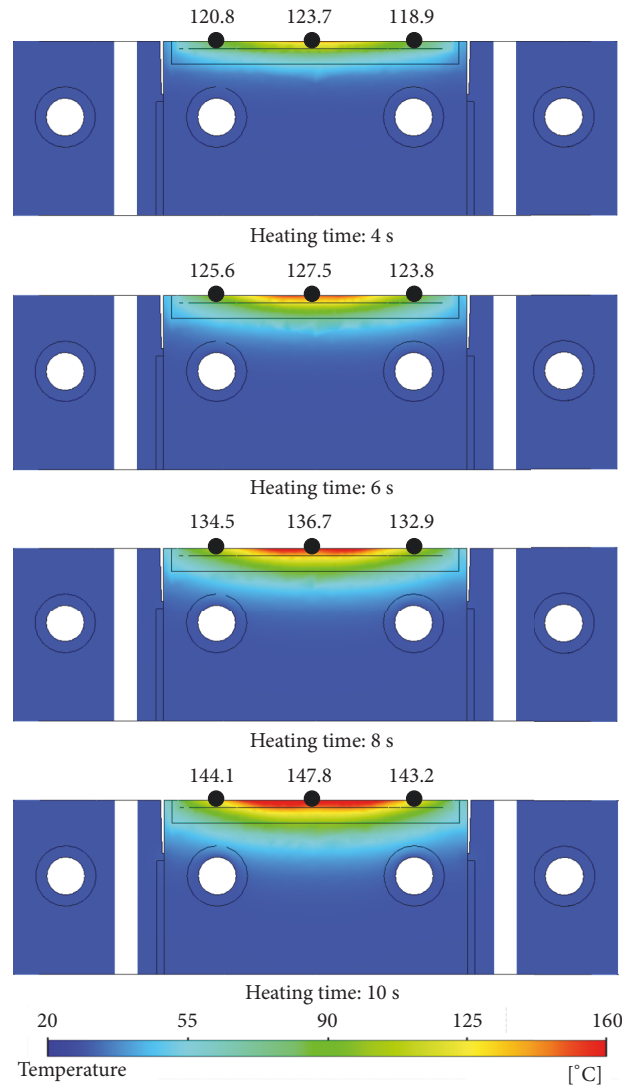 120.8 123.7 118.9
Heating time: 4 s
125.6 127.5 123.8
Heating time: 6 s
134.5 136.7 132.9
Heating time: 8 s
144.1 147.8 143.2
Heating time: 10 s
20 55 90 125 160
Temperature [°C]